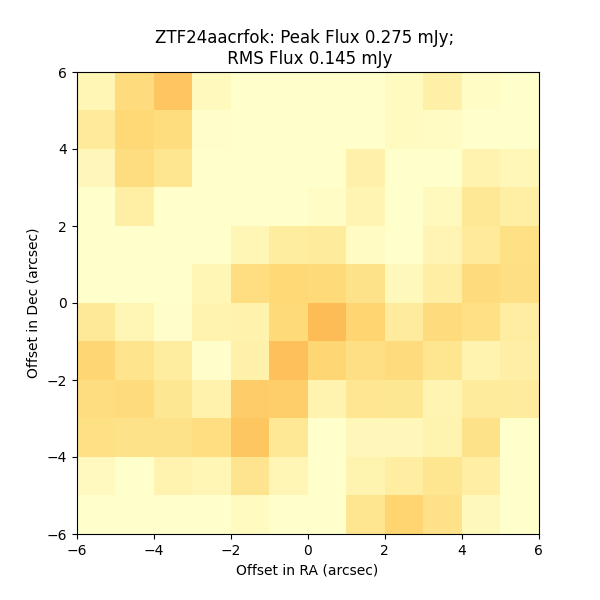 ZTF24aacrfok: Peak Flux 0.275 mJy;
RMS Flux 0.145 mJy
6
4
2
0
−2
−4
−6
Offset in Dec (arcsec)
−6 −4 −2 0 2 4 6
Offset in RA (arcsec)